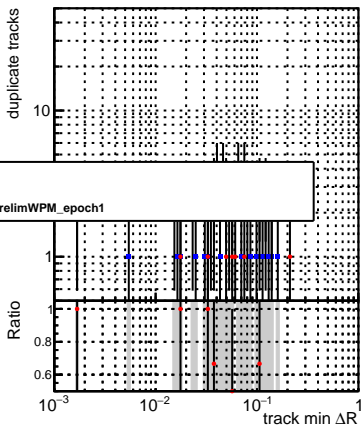 duplicate tracks
10
relimWPM_epoch1
1
Ratio
1
0.8
0.6
10⁻³ 10⁻² 10⁻¹ 1
track min ΔR